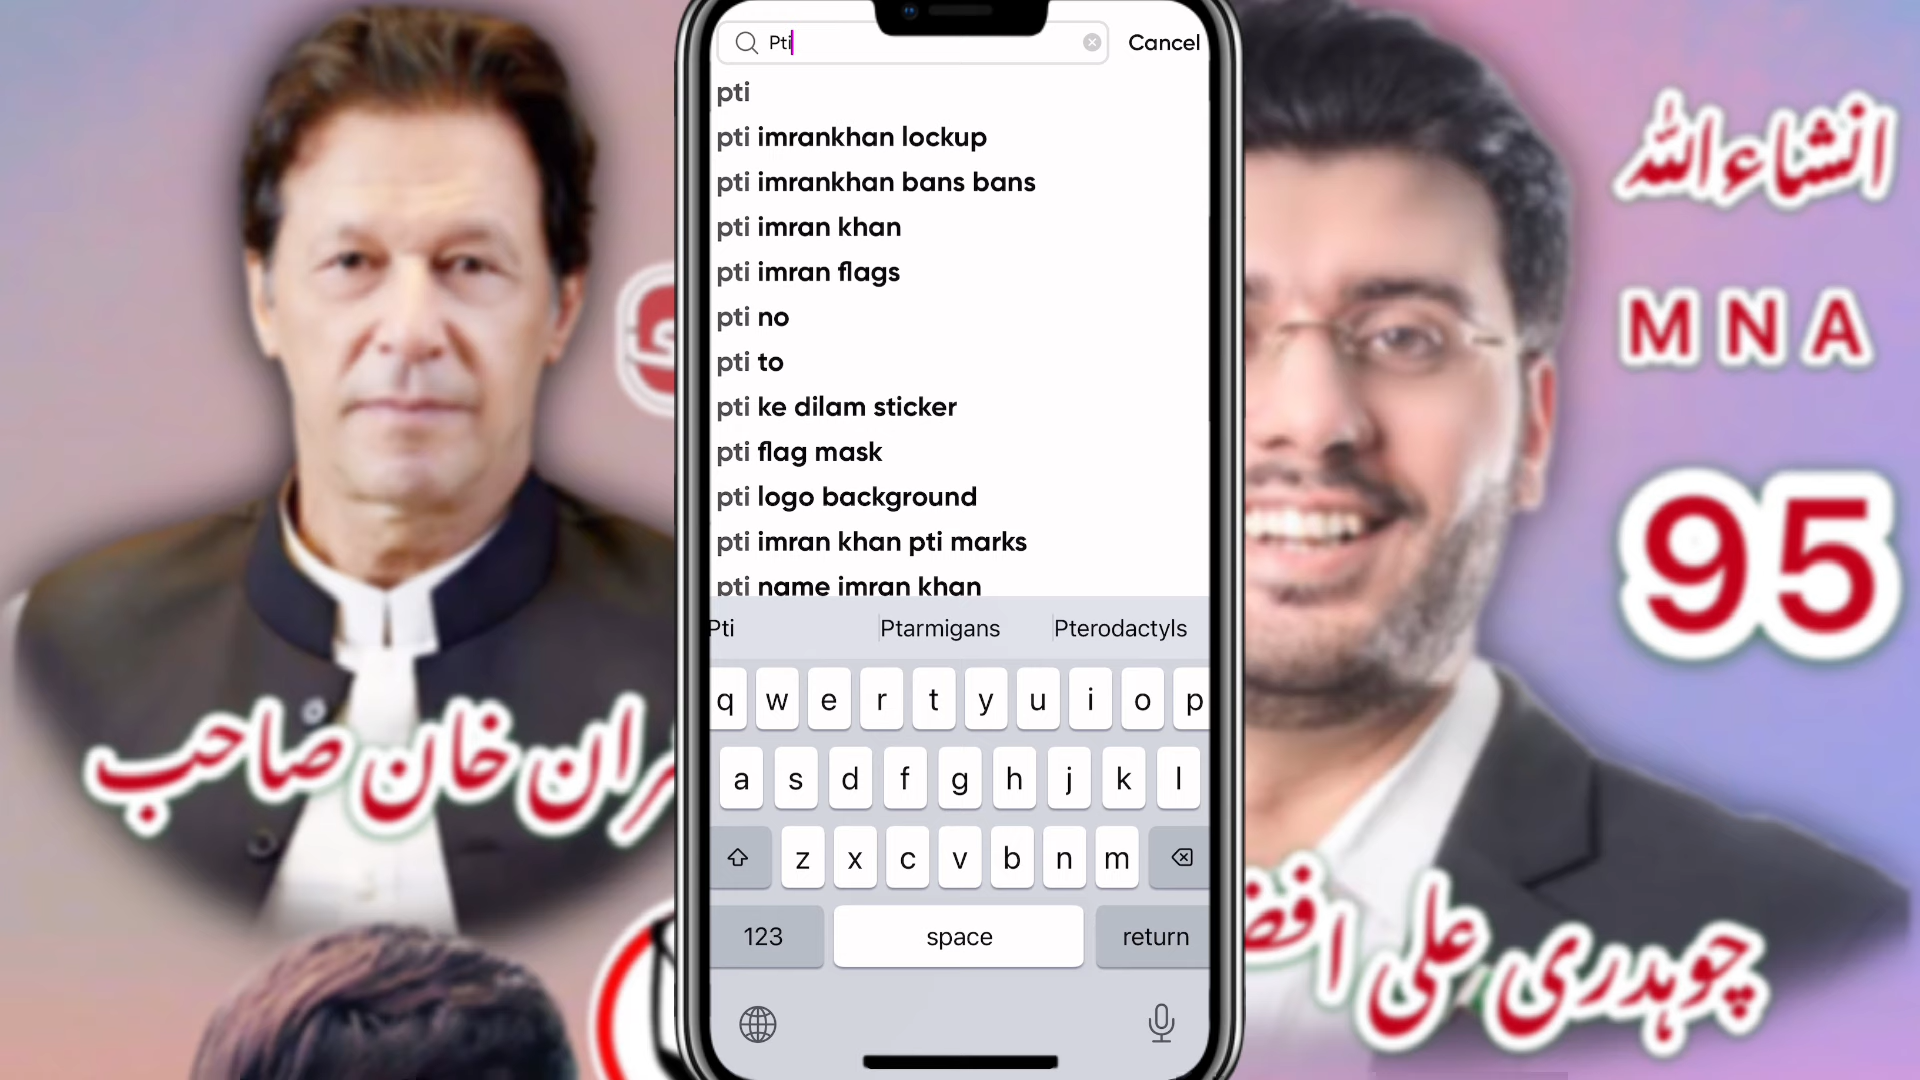 Pti
Cancel
pti
pti imrankhan lockup
pti imrankhan bans bans
pti imran khan
pti imran flags
pti no
pti to
pti ke dilam sticker
pti flag mask
pti logo background
pti imran khan pti marks
pti name imran khan
Pti Ptarmigans Pterodactyls
q w e r t y u i o p
a s d f g h j k l
z x c v b n m
123 space return
انشاءاللہ
MNA
95
خان صاحب
چوہدری علی